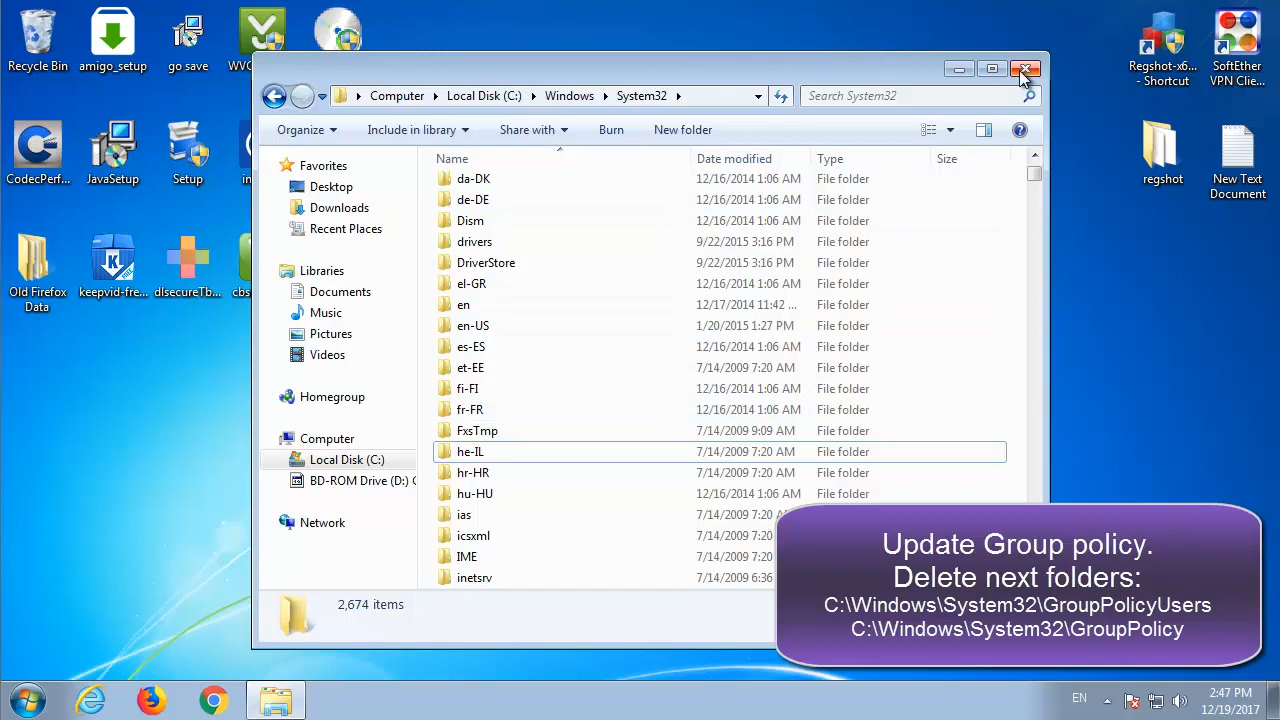 Recycle Bin
amigo_setup
go save
Regshot-x6...
- Shortcut
SoftEther
VPN Clie...
CodecPerf...
JavaSetup
Setup
regshot
New Text
Document
Old Firefox
Data
keepvid-fre...
dlsecureTb...
Computer
Local Disk (C:)
Windows
System32
Search System32
Organize
Include in library
Share with
Burn
New folder
Favorites
Desktop
Downloads
Recent Places
Libraries
Documents
Music
Pictures
Videos
Homegroup
Computer
Local Disk (C:)
BD-ROM Drive (D:) G
Network
Name Date modified Type Size
da-DK 12/16/2014 1:06 AM File folder
de-DE 12/16/2014 1:06 AM File folder
Dism 12/16/2014 1:06 AM File folder
drivers 9/22/2015 3:16 PM File folder
DriverStore 9/22/2015 3:16 PM File folder
el-GR 12/16/2014 1:06 AM File folder
en 12/17/2014 11:42 ... File folder
en-US 1/20/2015 1:27 PM File folder
es-ES 12/16/2014 1:06 AM File folder
et-EE 7/14/2009 7:20 AM File folder
fi-FI 12/16/2014 1:06 AM File folder
fr-FR 12/16/2014 1:06 AM File folder
FxsTmp 7/14/2009 9:09 AM File folder
he-IL 7/14/2009 7:20 AM File folder
hr-HR 7/14/2009 7:20 AM File folder
hu-HU 12/16/2014 1:06 AM File folder
ias 7/14/2009 7:20
icsxml 7/14/2009 7:20
IME 7/14/2009 7:20
inetsrv 7/14/2009 6:36
2,674 items
Update Group policy.
Delete next folders:
C:\Windows\System32\GroupPolicyUsers
C:\Windows\System32\GroupPolicy
EN
2:47 PM
12/19/2017